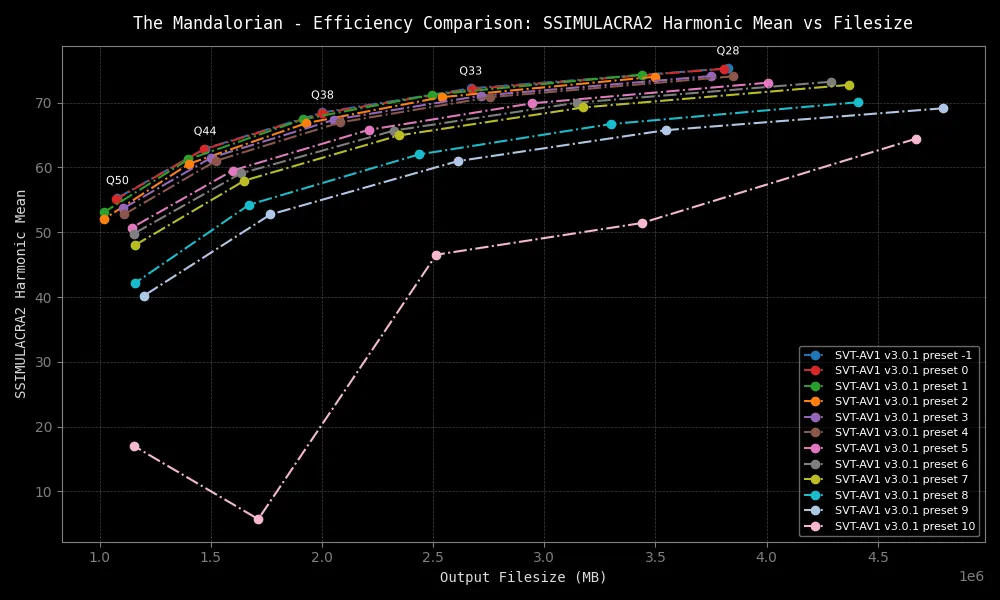 The Mandalorian - Efficiency Comparison: SSIMULACRA2 Harmonic Mean vs Filesize
Q28
Q33
Q38
Q44
Q50
70
60
50
40
30
20
10
SSIMULACRA2 Harmonic Mean
SVT-AV1 v3.0.1 preset -1
SVT-AV1 v3.0.1 preset 0
SVT-AV1 v3.0.1 preset 1
SVT-AV1 v3.0.1 preset 2
SVT-AV1 v3.0.1 preset 3
SVT-AV1 v3.0.1 preset 4
SVT-AV1 v3.0.1 preset 5
SVT-AV1 v3.0.1 preset 6
SVT-AV1 v3.0.1 preset 7
SVT-AV1 v3.0.1 preset 8
SVT-AV1 v3.0.1 preset 9
SVT-AV1 v3.0.1 preset 10
1.0 1.5 2.0 2.5 3.0 3.5 4.0 4.5
1e6
Output Filesize (MB)